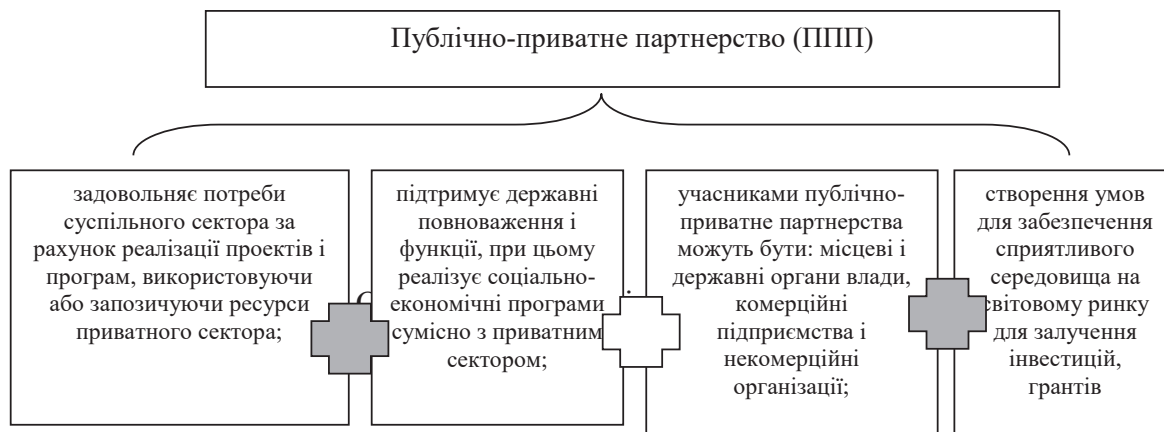 Публічно-приватне партнерство (ППП)
задовольняє потреби
суспільного сектора за
рахунок реалізації проектів і
програм, використовуючи
або запозичуючи ресурси
приватного сектора;
підтримує державні
повноваження і
функції, при цьому
реалізує соціально-
економічні програми
сумісно з приватним
сектором;
учасниками публічно-
приватне партнерства
можуть бути: місцеві і
державні органи влади,
комерційні
підприємства і
некомерційні
організації;
створення умов
для забезпечення
сприятливого
середовища на
світовому ринку
для залучення
інвестицій,
грантів